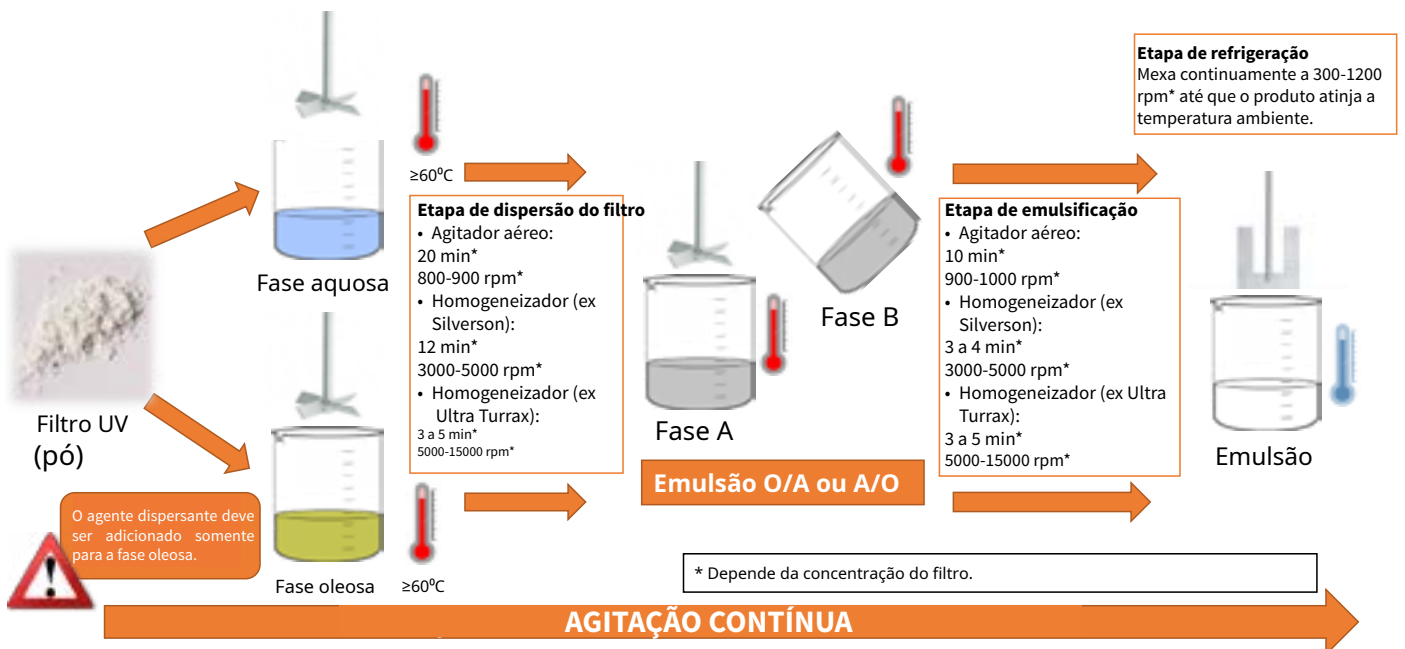 Filtro UV
(pó)
O agente dispersante deve
ser adicionado somente
para a fase oleosa.
Fase aquosa
≥60⁰C
Fase oleosa
≥60⁰C
Etapa de dispersão do filtro
• Agitador aéreo:
20 min*
800-900 rpm*
• Homogeneizador (ex
Silverson):
12 min*
3000-5000 rpm*
• Homogeneizador (ex
Ultra Turrax):
3 a 5 min*
5000-15000 rpm*
Fase A
Fase B
Emulsão O/A ou A/O
Etapa de emulsificação
• Agitador aéreo:
10 min*
900-1000 rpm*
• Homogeneizador (ex
Silverson):
3 a 4 min*
3000-5000 rpm*
• Homogeneizador (ex Ultra
Turrax):
3 a 5 min*
5000-15000 rpm*
Etapa de refrigeração
Mexa continuamente a 300-1200
rpm* até que o produto atinja a
temperatura ambiente.
Emulsão
* Depende da concentração do filtro.
AGITAÇÃO CONTÍNUA